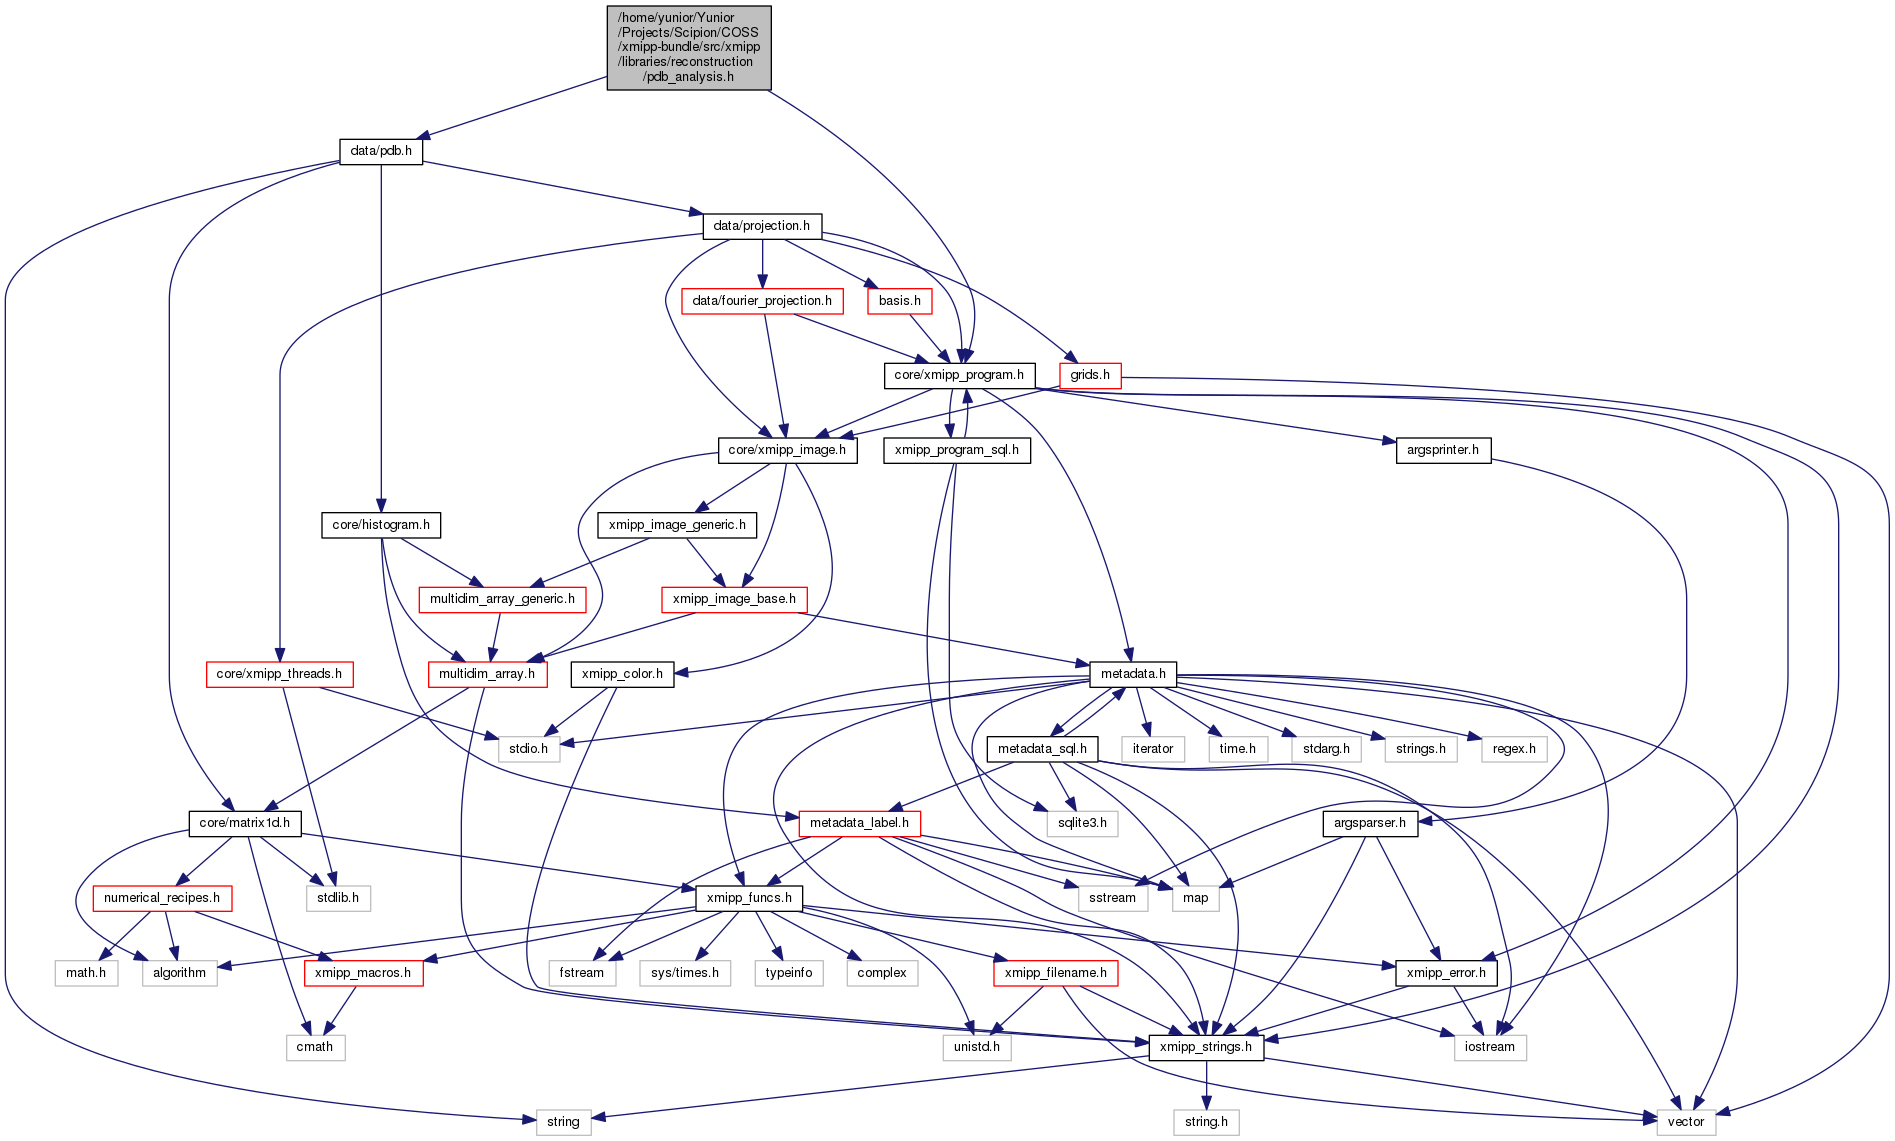 /home/yunior/Yunior
/Projects/Scipion/COSS
/xmipp-bundle/src/xmipp
/libraries/reconstruction
/pdb_analysis.h
data/pdb.h
data/projection.h
data/fourier_projection.h
basis.h
core/xmipp_program.h
grids.h
core/xmipp_image.h
xmipp_program_sql.h
argsprinter.h
core/histogram.h
xmipp_image_generic.h
multidim_array_generic.h
xmipp_image_base.h
core/xmipp_threads.h
multidim_array.h
xmipp_color.h
metadata.h
stdio.h
metadata_sql.h
iterator
time.h
stdarg.h
strings.h
regex.h
core/matrix1d.h
metadata_label.h
sqlite3.h
argsparser.h
numerical_recipes.h
stdlib.h
xmipp_funcs.h
sstream
map
math.h
algorithm
xmipp_macros.h
fstream
sys/times.h
typeinfo
complex
xmipp_filename.h
xmipp_error.h
cmath
unistd.h
xmipp_strings.h
iostream
string
string.h
vector